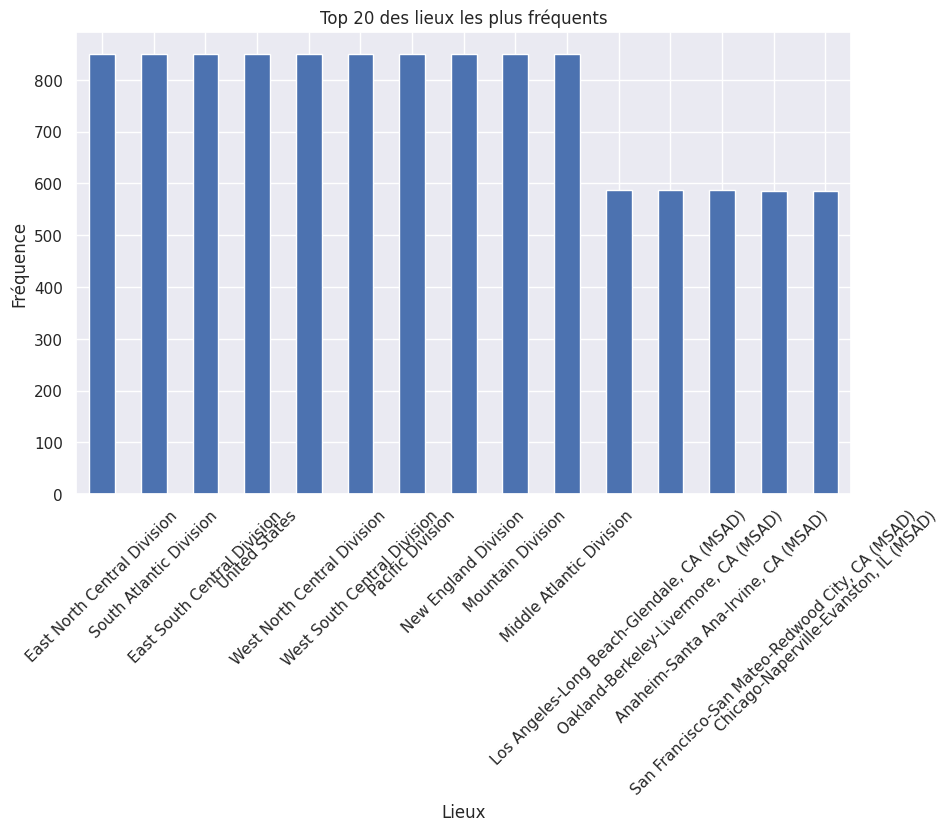 Top 20 des lieux les plus fréquents
Fréquence
800
700
600
500
400
300
200
100
0
East North Central Division
South Atlantic Division
East South Central Division
United States
West North Central Division
West South Central Division
Pacific Division
New England Division
Mountain Division
Middle Atlantic Division
Los Angeles-Long Beach-Glendale, CA (MSAD)
Oakland-Berkeley-Livermore, CA (MSAD)
Anaheim-Santa Ana-Irvine, CA (MSAD)
San Francisco-San Mateo-Redwood City, CA (MSAD)
Chicago-Naperville-Evanston, IL (MSAD)
Lieux